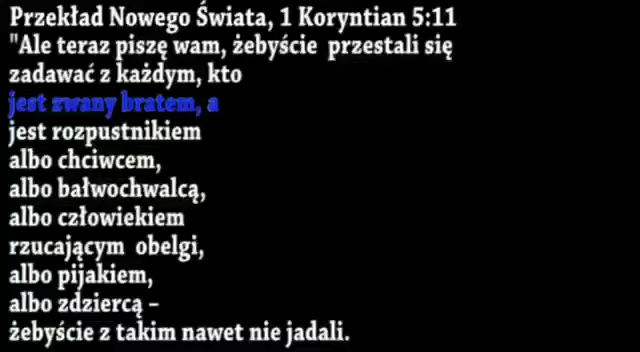 Przekład Nowego Świata, 1 Koryntian 5:11
"Ale teraz piszę wam, żebyście przestali się
zadawać z każdym, kto
jest zwany bratem, a
jest rozpustnikiem
albo chciwcem,
albo bałwochwalcą,
albo człowiekiem
rzucającym obelgi,
albo pijakiem,
albo zdziercą –
żebyście z takim nawet nie jadali.